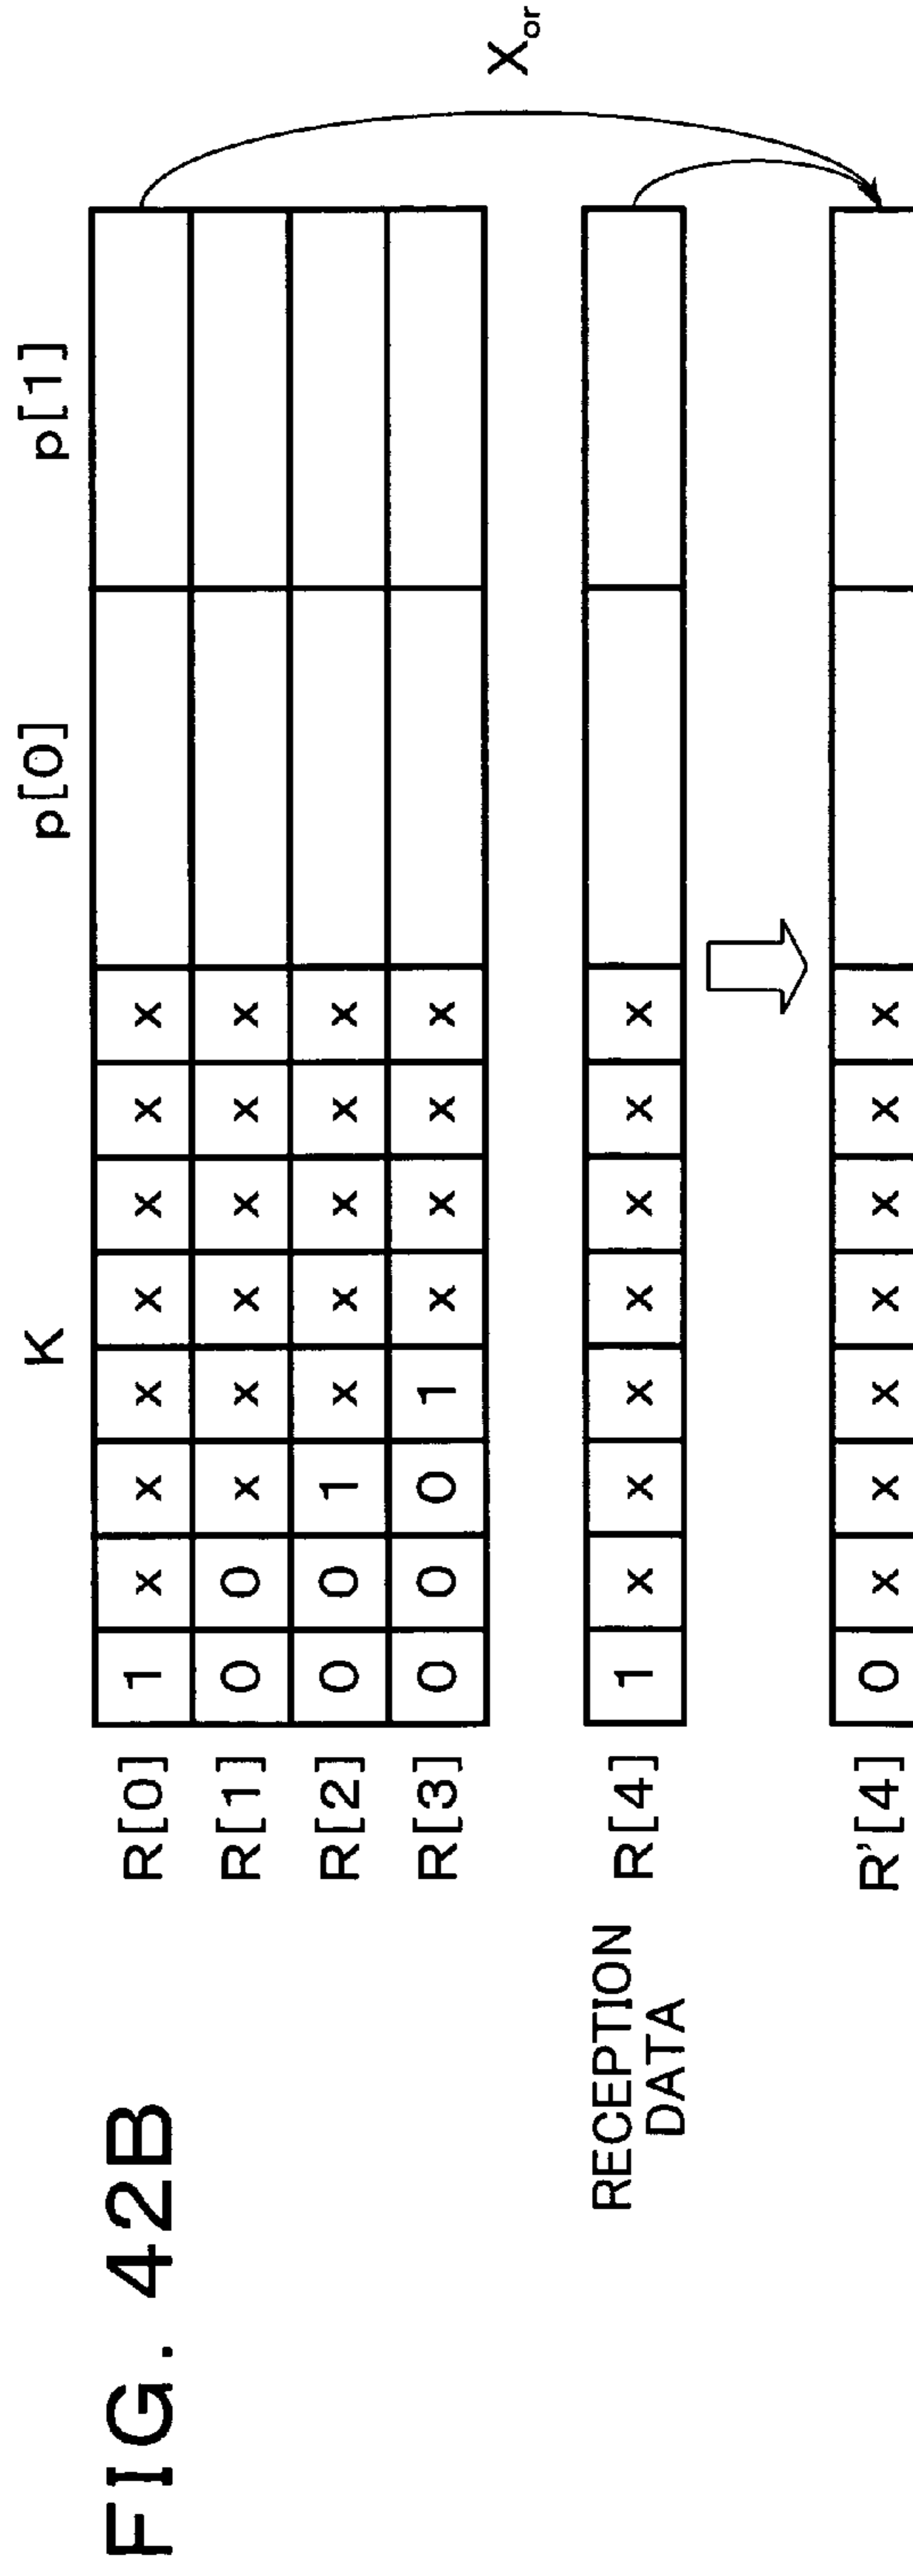 FIG. 42B
K p[0] p[1]
R[0] 1 x x x x x x x
R[1] 0 0 x x x x x x
R[2] 0 0 1 x x x x x
R[3] 0 0 0 1 x x x x
Xor
RECEPTION
DATA
R[4] 1 x x x x x x x
R'[4] 0 x x x x x x x